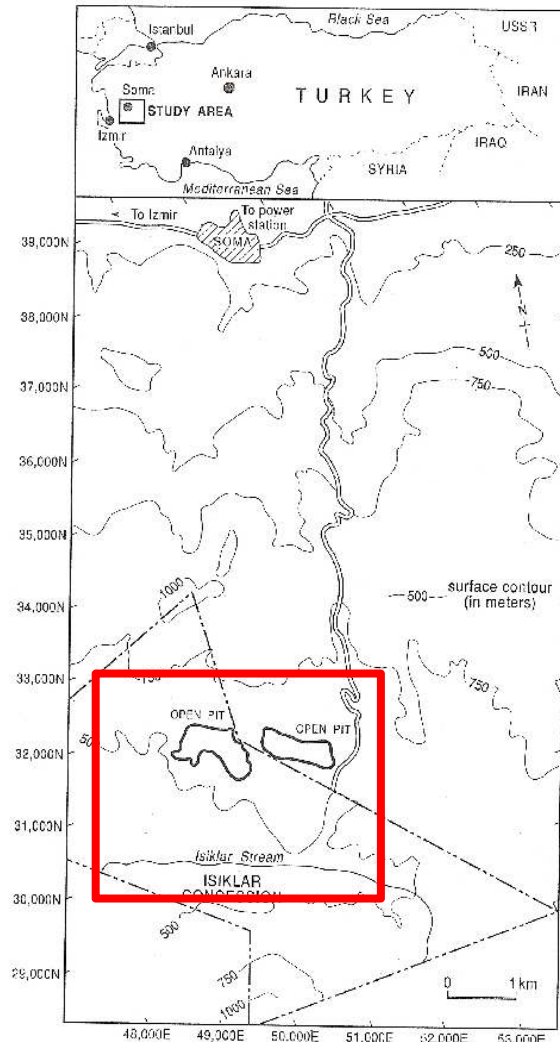 Black Sea
USSR
Istanbul
Ankara
Soma
TURKEY
IRAN
STUDY AREA
Izmir
Antalya
IRAQ
SYRIA
Mediterranean Sea
To Izmir
To power
station
SOMA
39,000N
250
38,000N
N
500
37,000N
750
36,000N
35,000N
1000
34,000N
500
surface contour
(in meters)
33,000N
750
750
OPEN PIT
OPEN PIT
32,000N
31,000N
Isiklar Stream
ISIKLAR
CONCESSION
30,000N
500
29,000N
750
1000
0 1 km
48,000E 49,000E 50,000E 51,000E 52,000E 53,000E